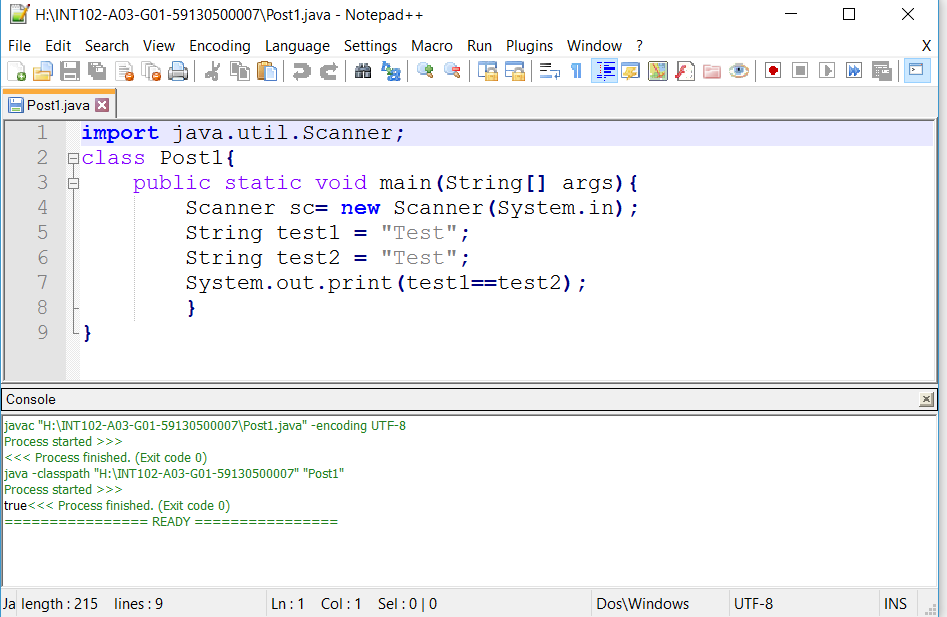 H:\INT102-A03-G01-59130500007\Post1.java - Notepad++
File Edit Search View Encoding Language Settings Macro Run Plugins Window ? X
Post1.java
1 import java.util.Scanner;
2 class Post1{
3 public static void main(String[] args){
4 Scanner sc= new Scanner(System.in);
5 String test1 = "Test";
6 String test2 = "Test";
7 System.out.print(test1==test2);
8 }
9 }
Console
javac "H:\INT102-A03-G01-59130500007\Post1.java" -encoding UTF-8
Process started >>>
<<< Process finished. (Exit code 0)
java -classpath "H:\INT102-A03-G01-59130500007" "Post1"
Process started >>>
true<<< Process finished. (Exit code 0)
================ READY ================
Ja length : 215 lines : 9 Ln : 1 Col : 1 Sel : 0 | 0 Dos\Windows UTF-8 INS